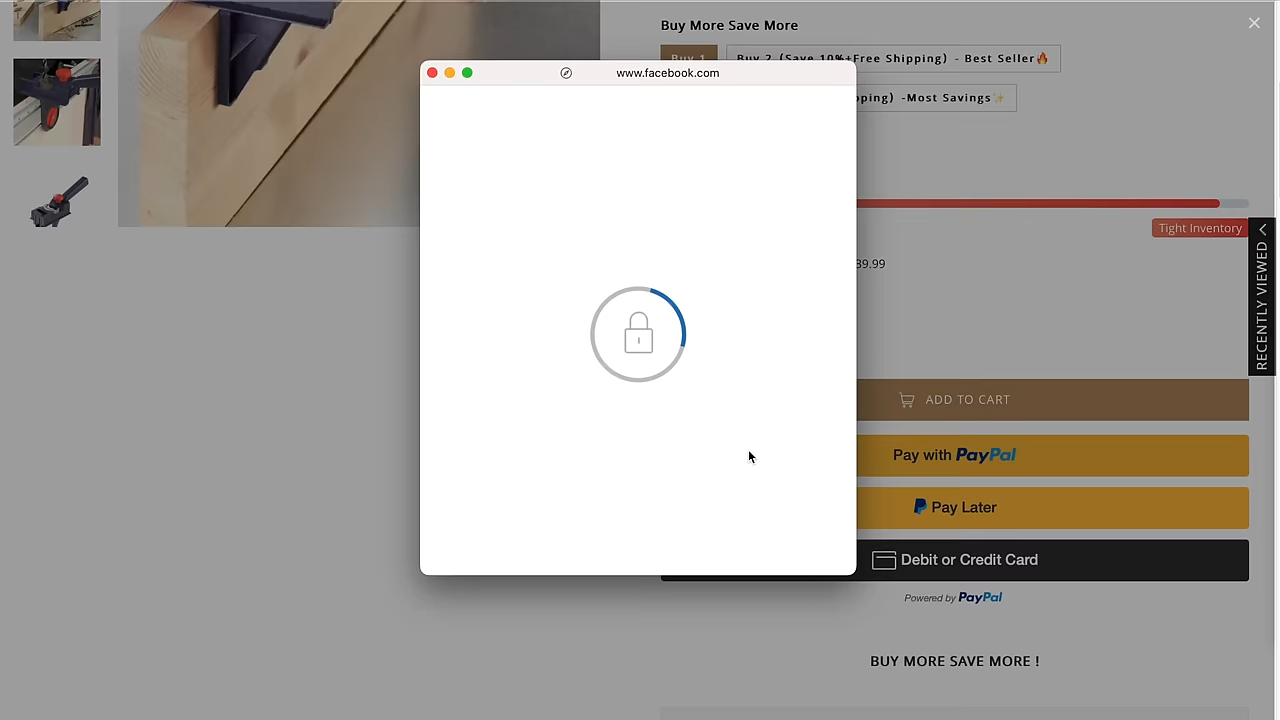 Buy More Save More
Buy 1
Buy 2 (Save 10%+Free Shipping) - Best Seller🔥
www.facebook.com
pping) -Most Savings✨
Tight Inventory
39.99
RECENTLY VIEWED
ADD TO CART
Pay with PayPal
Pay Later
Debit or Credit Card
Powered by PayPal
BUY MORE SAVE MORE !